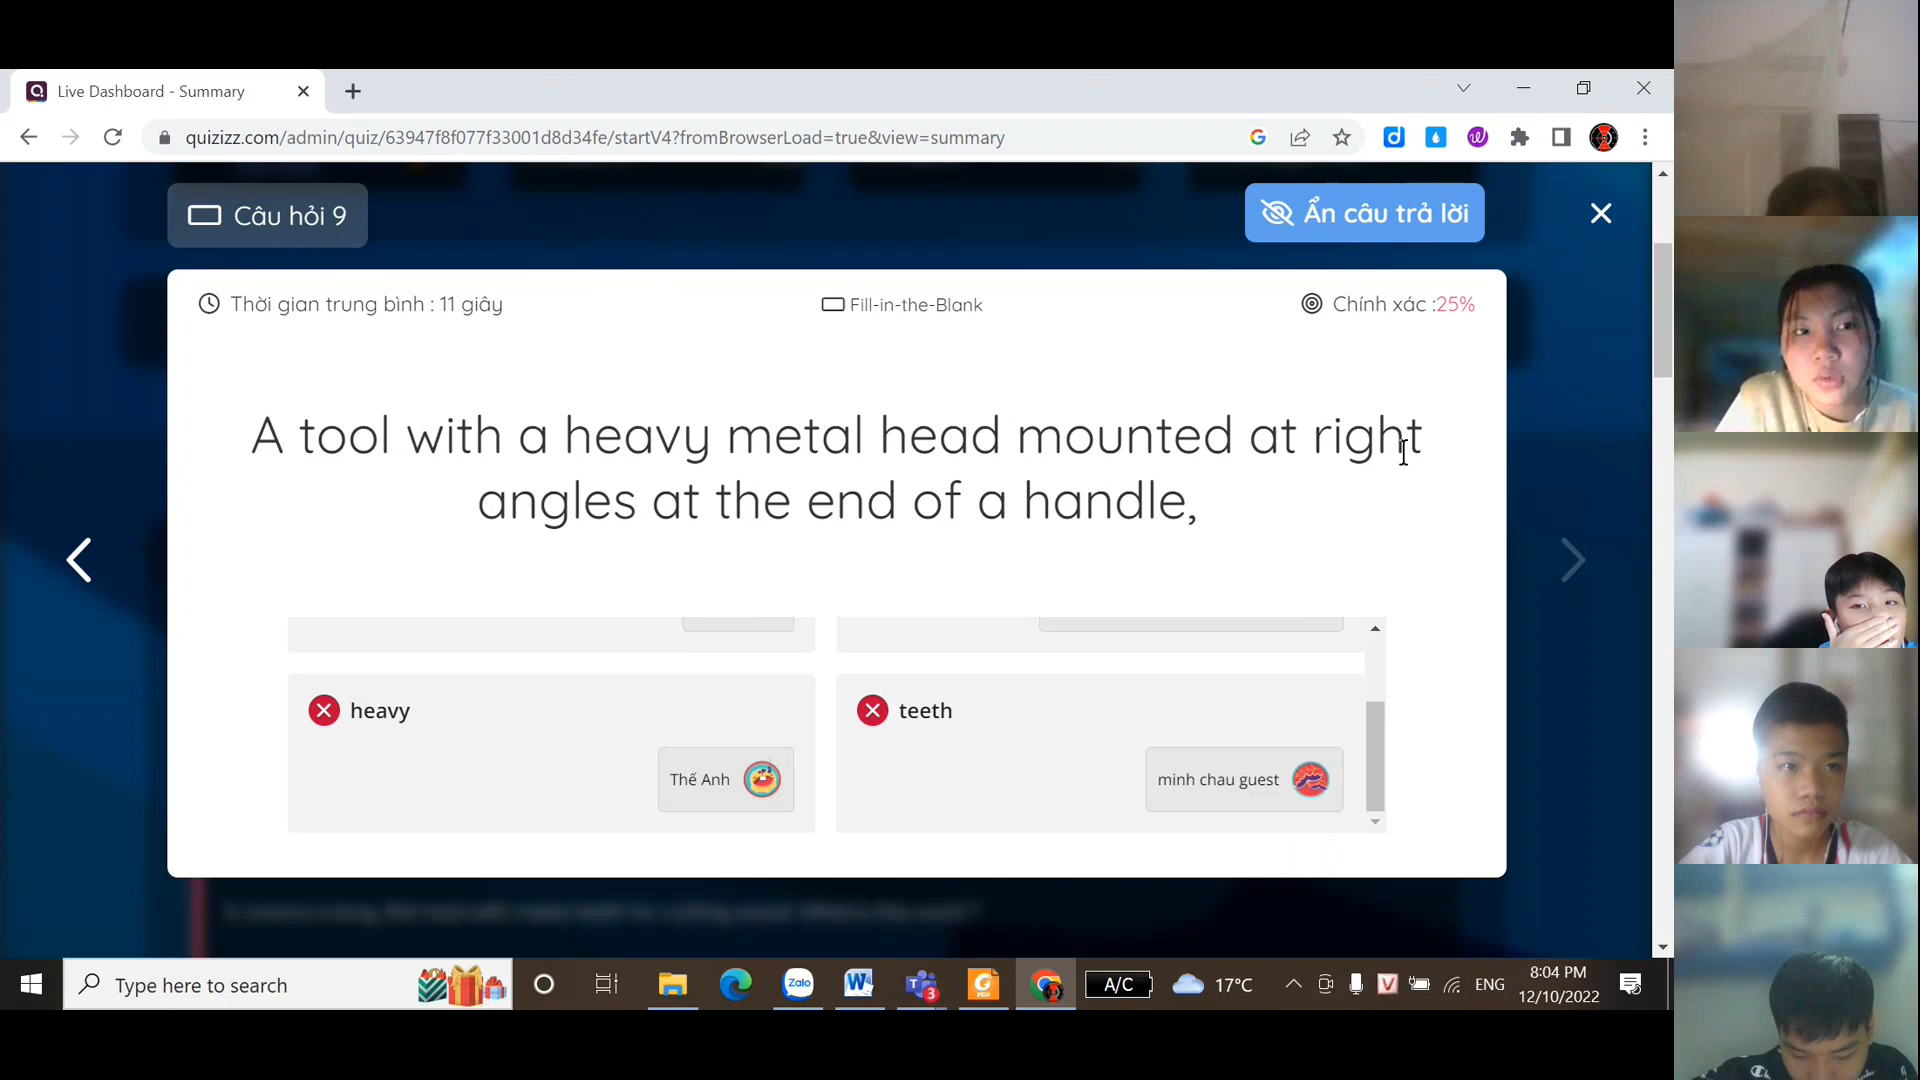 Live Dashboard - Summary
quizizz.com/admin/quiz/63947f8f077f33001d8d34fe/startV4?fromBrowserLoad=true&view=summary
Câu hỏi 9
Ẩn câu trả lời
Thời gian trung bình : 11 giây
Fill-in-the-Blank
Chính xác :25%
A tool with a heavy metal head mounted at right
angles at the end of a handle,
heavy
teeth
Thế Anh
minh chau guest
Type here to search
Zalo
3
PDF
A/C
17°C
V
ENG
8:04 PM
12/10/2022